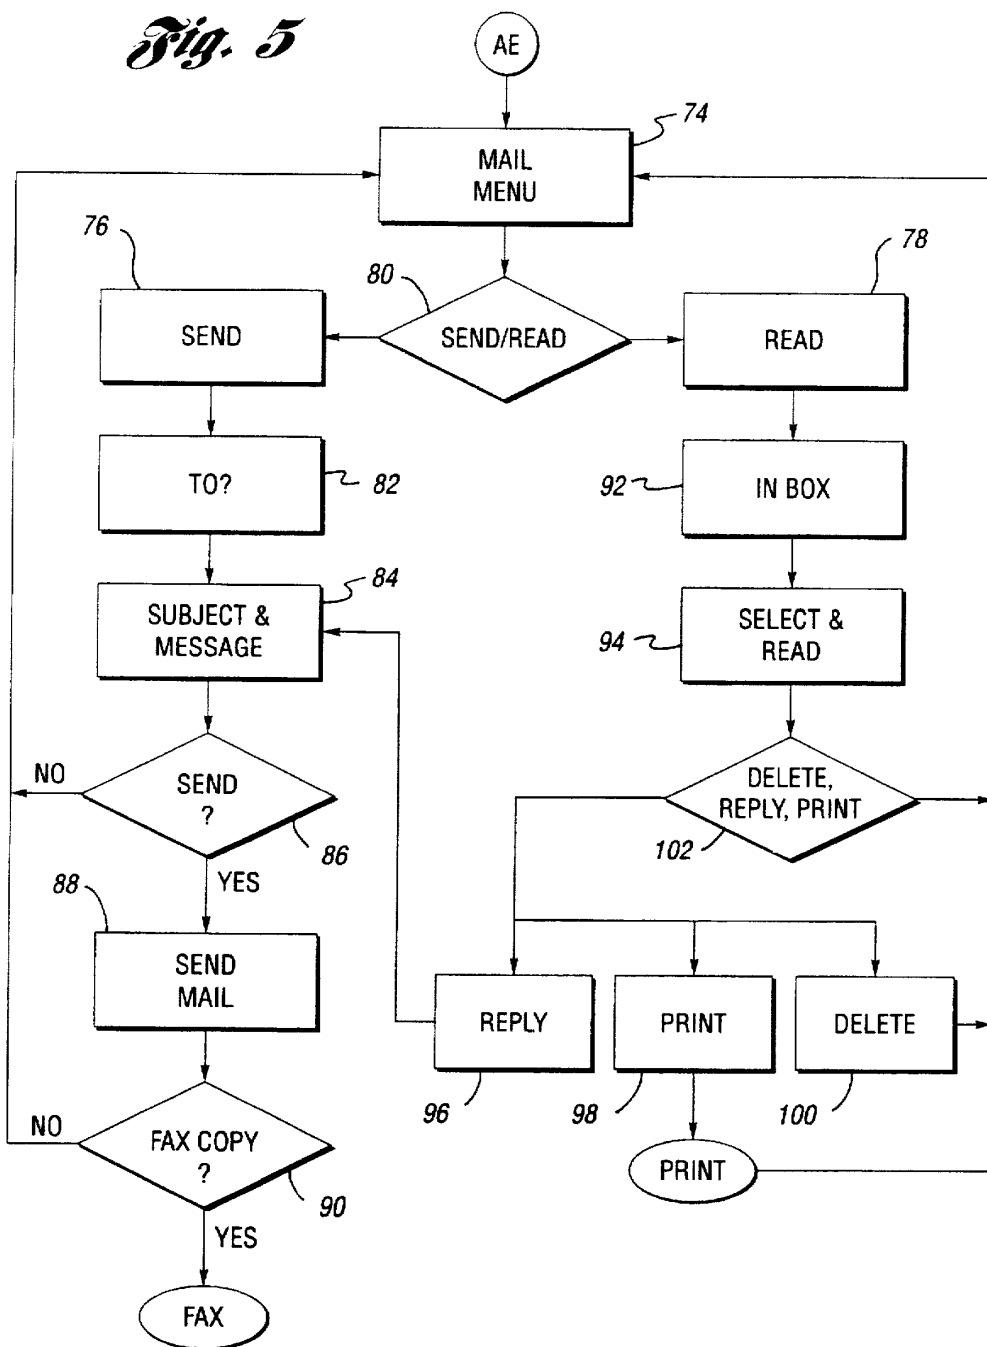 Fig. 5
AE
74
MAIL
MENU
76
80
78
SEND
SEND/READ
READ
TO?
82
92
IN BOX
84
SUBJECT &
MESSAGE
94
SELECT &
READ
NO
SEND
?
86
DELETE,
REPLY, PRINT
102
YES
88
SEND
MAIL
REPLY
PRINT
DELETE
96
98
100
NO
FAX COPY
?
90
PRINT
YES
FAX